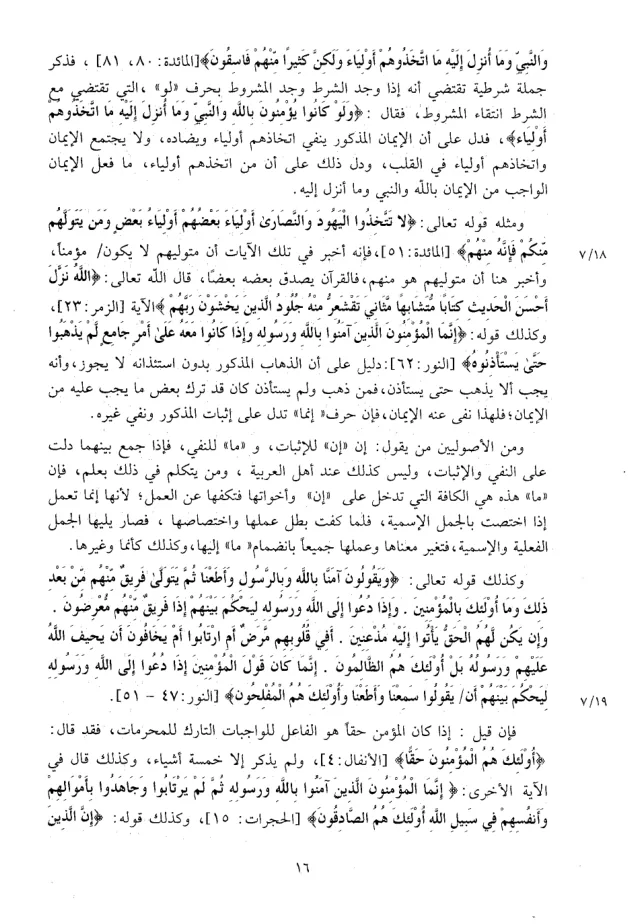 وَالنَّبِيِّ وَمَا أُنزِلَ إِلَيْهِ مَا اتَّخَذُوهُمْ أَوْلِيَاءَ وَلَكِنَّ كَثِيرًا مِّنْهُمْ فَاسِقُونَ﴾[المائدة: ٨٠، ٨١] ، فذكر
جملة شرطية تقتضي أنه إذا وجد الشرط وجد المشروط بحرف «لو» ،التي تقتضي مع
الشرط انتفاء المشروط، فقال :﴿وَلَوْ كَانُوا يُؤْمِنُونَ بِاللَّه وَالنَّبِيِّ وَمَا أُنزِلَ إِلَيْهِ مَا اتَّخَذُوهُمْ
أَوْلِيَاءَ﴾، فدل على أن الإيمان المذكور ينفي اتخاذهم أولياء ويضاده، ولا يجتمع الإيمان
واتخاذهم أولياء في القلب، ودل ذلك على أن من اتخذهم أولياء، ما فعل الإيمان
الواجب من الإيمان باللّه والنبي وما أنزل إليه.
ومثله قوله تعالى: ﴿لا تَتَّخِذُوا الْيَهُودَ وَالنَّصَارَىٰ أَوْلِيَاءَ بَعْضُهُمْ أَوْلِيَاءُ بَعْضٍ وَمَن يَتَوَلَّهُم
مِّنكُمْ فَإِنَّهُ مِنْهُمْ﴾ [المائدة: ٥١]،فإنه أخبر في تلك الآيات أن متوليهم لا يكون/ مؤمناً،
٧/١٨
وأخبر هنا أن متوليهم هو منهم،فالقرآن يصدق بعضه بعضًا، قال اللّه تعالى: ﴿اللَّهُ نَزَّلَ
أَحْسَنَ الْحَدِيثِ كِتَابًا مُّتَشَابِهًا مَّثَانِيَ تَقْشَعِرُّ مِنْهُ جُلُودُ الَّذِينَ يَخْشَوْنَ رَبَّهُمْ ﴾الآية [الزمر:٢٣]،
وكذلك قوله: ﴿إِنَّمَا الْمُؤْمِنُونَ الَّذِينَ آمَنُوا بِاللَّهِ وَرَسُولِهِ وَإِذَا كَانُوا مَعَهُ عَلَىٰ أَمْرٍ جَامِعٍ لَّمْ يَذْهَبُوا
حَتَّىٰ يَسْتَأْذِنُوهُ﴾ [النور:٦٢]: دليل على أن الذهاب المذكور بدون استئذانه لا يجوز،وأنه
يجب ألا يذهب حتى يستأذن،فمن ذهب ولم يستأذن كان قد ترك بعض ما يجب عليه من
الإيمان؛فلهذا نفى عنه الإيمان،فإن حرف«إنما» تدل على إثبات المذكور ونفي غيره.
ومن الأصوليين من يقول: إن «إن» للإثبات، و «ما» للنفي، فإذا جمع بينهما دلت
على النفي والإثبات، وليس كذلك عند أهل العربية ، ومن يتكلم في ذلك بعلم، فإن
«ما» هذه هي الكافة التي تدخل على «إن» وأخواتها فتكفها عن العمل؛ لأنها إنما تعمل
إذا اختصت بالجمل الإسمية، فلما كفت بطل عملها واختصاصها ، فصار يليها الجمل
الفعلية والإسمية،فتغير معناها وعملها جميعاً بانضمام« ما» إليها،وكذلك كأنما وغيرها.
وكذلك قوله تعالى: ﴿وَيَقُولُونَ آمَنَّا بِاللَّهِ وَبِالرَّسُولِ وَأَطَعْنَا ثُمَّ يَتَوَلَّىٰ فَرِيقٌ مِّنْهُم مِّنْ بَعْدِ
ذَلِكَ وَمَا أُوْلَئِكَ بِالْمُؤْمِنِينَ . وَإِذَا دُعُوا إِلَى اللَّهِ وَرَسُولِهِ لِيَحْكُمَ بَيْنَهُمْ إِذَا فَرِيقٌ مِّنْهُم مُّعْرِضُونَ .
وَإِن يَكُن لَّهُمُ الْحَقُّ يَأْتُوا إِلَيْهِ مُذْعِنِينَ . أَفِي قُلُوبِهِم مَّرَضٌ أَمِ ارْتَابُوا أَمْ يَخَافُونَ أَن يَحِيفَ اللَّهُ
عَلَيْهِمْ وَرَسُولُهُ بَلْ أُوْلَئِكَ هُمُ الظَّالِمُونَ . إِنَّمَا كَانَ قَوْلَ الْمُؤْمِنِينَ إِذَا دُعُوا إِلَى اللَّهِ وَرَسُولِهِ
لِيَحْكُمَ بَيْنَهُمْ أَن/ يَقُولُوا سَمِعْنَا وَأَطَعْنَا وَأُوْلَئِكَ هُمُ الْمُفْلِحُونَ﴾ [النور:٤٧ – ٥١].
٧/١٩
فإن قيل : إذا كان المؤمن حقاً هو الفاعل للواجبات التارك للمحرمات، فقد قال:
﴿أُوْلَئِكَ هُمُ الْمُؤْمِنُونَ حَقًّا﴾ [الأنفال:٤]، ولم يذكر إلا خمسة أشياء، وكذلك قال في
الآية الأخرى:﴿ إِنَّمَا الْمُؤْمِنُونَ الَّذِينَ آمَنُوا بِاللَّهِ وَرَسُولِهِ ثُمَّ لَمْ يَرْتَابُوا وَجَاهَدُوا بِأَمْوَالِهِمْ
وَأَنفُسِهِمْ فِي سَبِيلِ اللَّهِ أُوْلَئِكَ هُمُ الصَّادِقُونَ﴾ [الحجرات: ١٥]، وكذلك قوله: ﴿إِنَّ الَّذِينَ
١٦